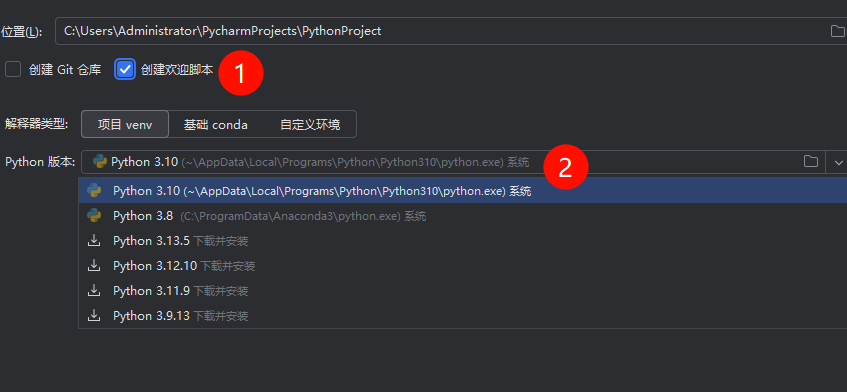 位置(L): C:\Users\Administrator\PycharmProjects\PythonProject
创建 Git 仓库 创建欢迎脚本 1
解释器类型: 项目 venv 基础 conda 自定义环境
Python 版本: Python 3.10 (~\AppData\Local\Programs\Python\Python310\python.exe) 系统 2
Python 3.10 (~\AppData\Local\Programs\Python\Python310\python.exe) 系统
Python 3.8 (C:\ProgramData\Anaconda3\python.exe) 系统
Python 3.13.5 下载并安装
Python 3.12.10 下载并安装
Python 3.11.9 下载并安装
Python 3.9.13 下载并安装